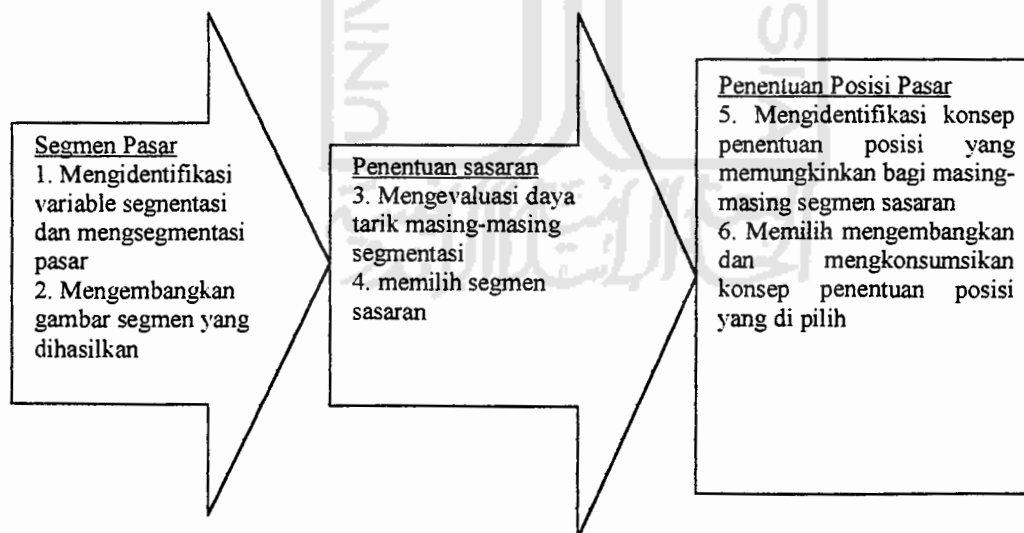 Segmen Pasar
1. Mengidentifikasi
variable segnentasi
dan mengsegmentasi
pasar
2. Mengembangkan
gambar segmen yang
dihasilkan
Penentuan sasaran
3. Mengevaluasi daya
tarik masing-masing
segmentasi
4. memilih segmen
sasaran
Penentuan Posisi Pasar
5. Mengidentifikasi konsep
penentuan posisi yang
memungkinkan bagi masing-
masing segmen sasaran
6. Memilih mengembangkan
dan mengkonsumsikan
konsep penentuan posisi
yang di pilih